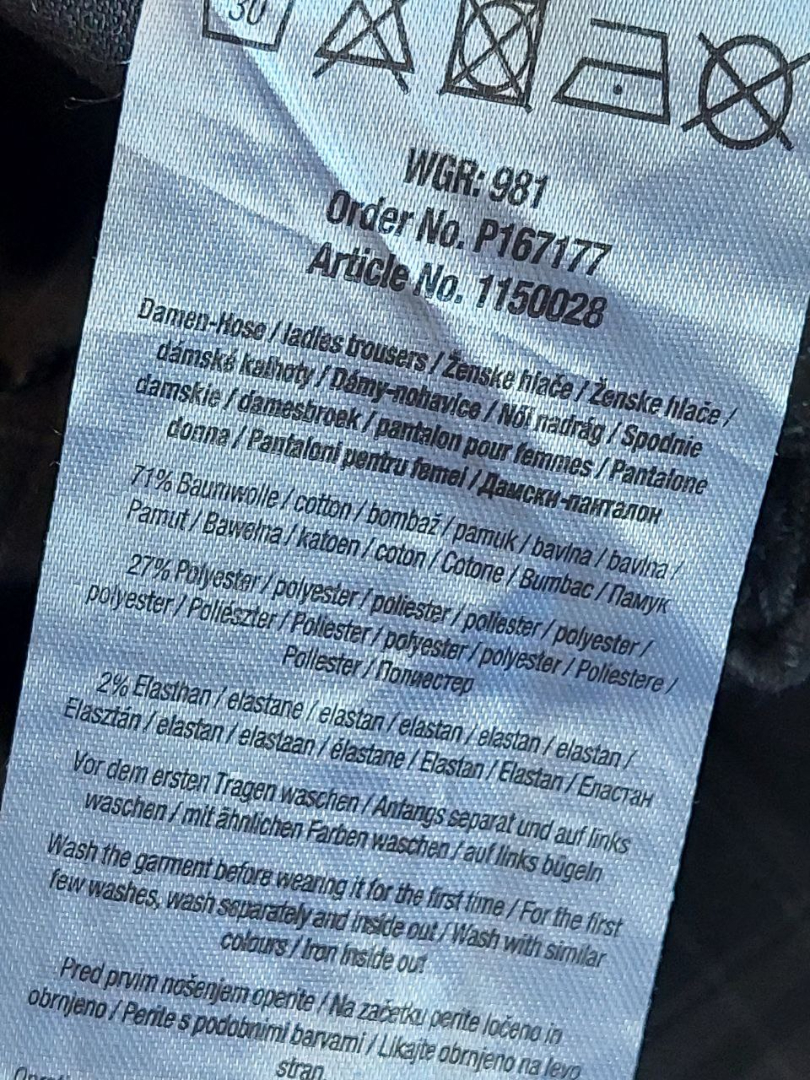 30
WGR: 981
Order No. P167177
Article No. 1150028
Damen-Hose / ladies trousers / Ženske hlače / Ženske hlače /
dámské kalhoty / Dámy-nohavice / Női nadrág / Spodnie
damskie / damesbroek / pantalon pour femmes / Pantalone
donna / Pantaloni pentru femei / Дамски-панталон
71% Baumwolle / cotton / bombaž / pamuk / bavlna / bavlna /
Pamut / Bawełna / katoen / coton / Cotone / Bumbac / Памук
27% Polyester / polyester / poliester / poliester / polyester /
polyester / Poliészter / Poliester / polyester / polyester / Poliestere /
Poliester / Полиестер
2% Elasthan / elastane / elastan / elastan / elastan / elastan /
Elasztán / elastan / elastaan / élastane / Elastan / Elastan / Еластан
Vor dem ersten Tragen waschen / Anfangs separat und auf links
waschen / mit ähnlichen Farben waschen / auf links bügeln
Wash the garment before wearing it for the first time / For the first
few washes, wash separately and inside out / Wash with similar
colours / Iron inside out
Pred prvim nošenjem operite / Na začetku perite ločeno in
obrnjeno / Perite s podobnimi barvami / Likajte obrnjeno na levo
stran.